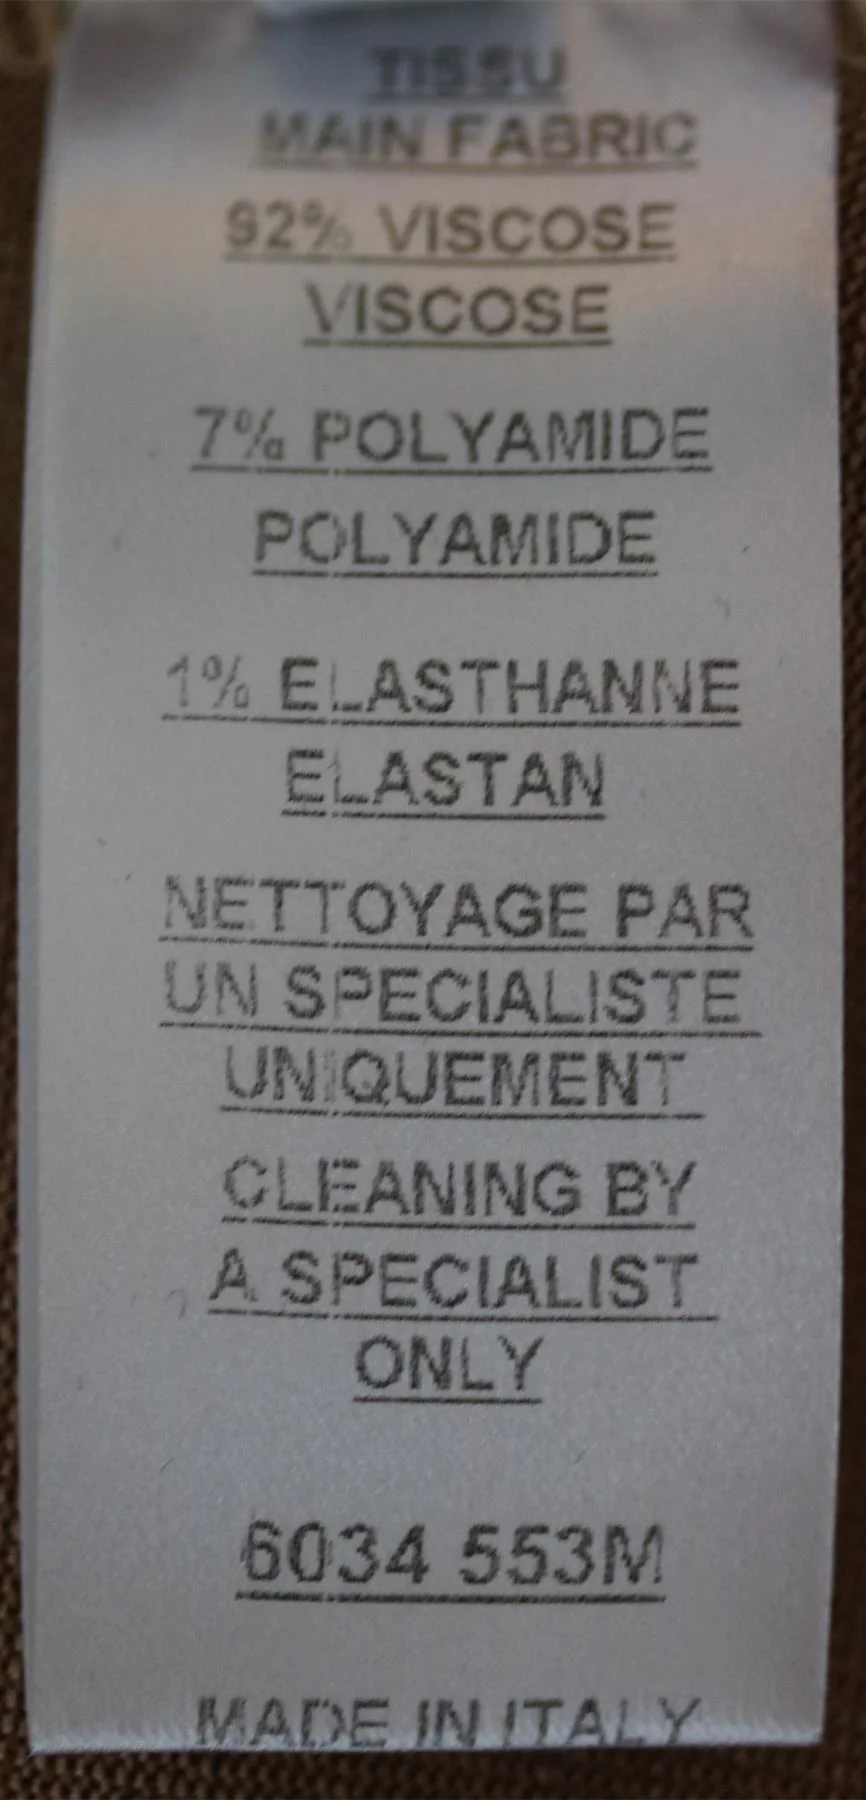 TISSU
MAIN FABRIC
92% VISCOSE
VISCOSE
7% POLYAMIDE
POLYAMIDE
1% ELASTHANNE
ELASTAN
NETTOYAGE PAR
UN SPECIALISTE
UNIQUEMENT
CLEANING BY
A SPECIALIST
ONLY
6034 553M
MADE IN ITALY